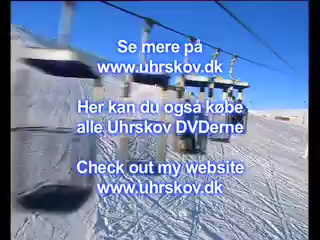 Se mere på
www.uhrskov.dk
Her kan du også købe
alle Uhrskov DVDerne
Check out my website
www.uhrskov.dk